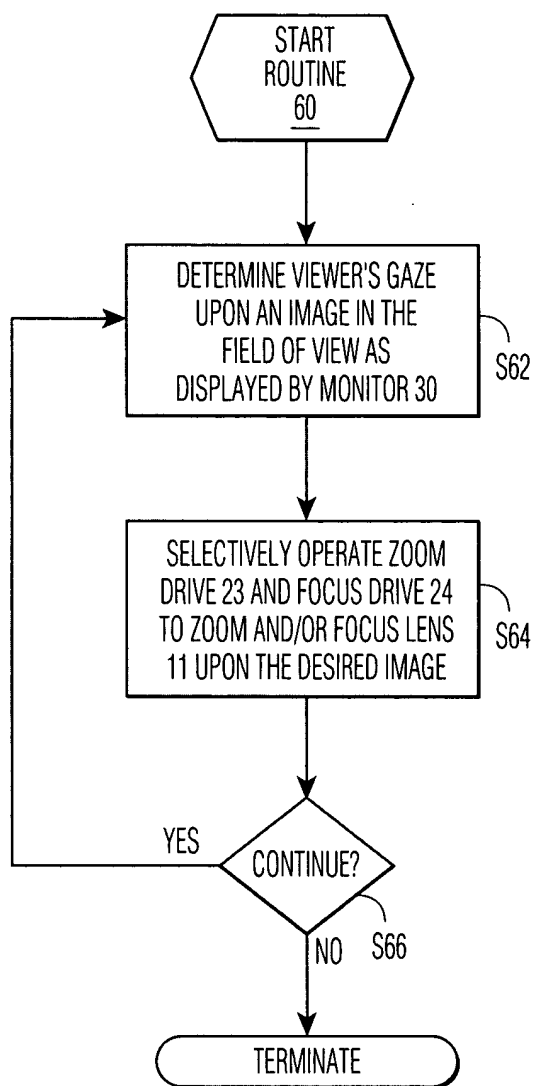 START
ROUTINE
60
DETERMINE VIEWER'S GAZE
UPON AN IMAGE IN THE
FIELD OF VIEW AS
DISPLAYED BY MONITOR 30
S62
SELECTIVELY OPERATE ZOOM
DRIVE 23 AND FOCUS DRIVE 24
TO ZOOM AND/OR FOCUS LENS
11 UPON THE DESIRED IMAGE
S64
YES
CONTINUE?
NO
S66
TERMINATE